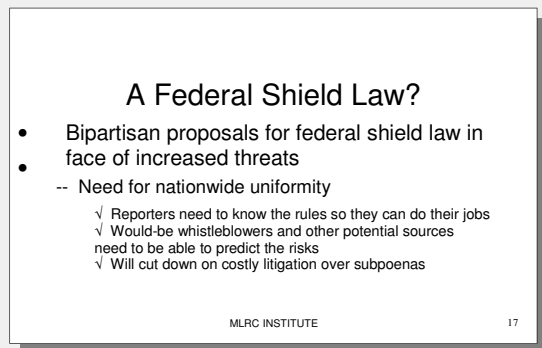 A Federal Shield Law?
• Bipartisan proposals for federal shield law in
• face of increased threats
-- Need for nationwide uniformity
√ Reporters need to know the rules so they can do their jobs
√ Would-be whistleblowers and other potential sources
need to be able to predict the risks
√ Will cut down on costly litigation over subpoenas
MLRC INSTITUTE 17